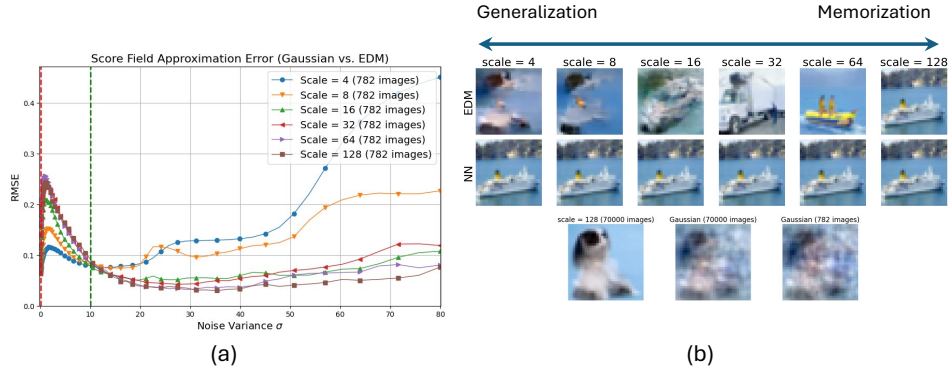 Score Field Approximation Error (Gaussian vs. EDM)
RMSE
0.4
0.3
0.2
0.1
0.0
0 10 20 30 40 50 60 70 80
Noise Variance σ
Scale = 4 (782 images)
Scale = 8 (782 images)
Scale = 16 (782 images)
Scale = 32 (782 images)
Scale = 64 (782 images)
Scale = 128 (782 images)
(a)
Generalization Memorization
scale = 4 scale = 8 scale = 16 scale = 32 scale = 64 scale = 128
EDM
NN
scale = 128 (70000 images) Gaussian (70000 images) Gaussian (782 images)
(b)